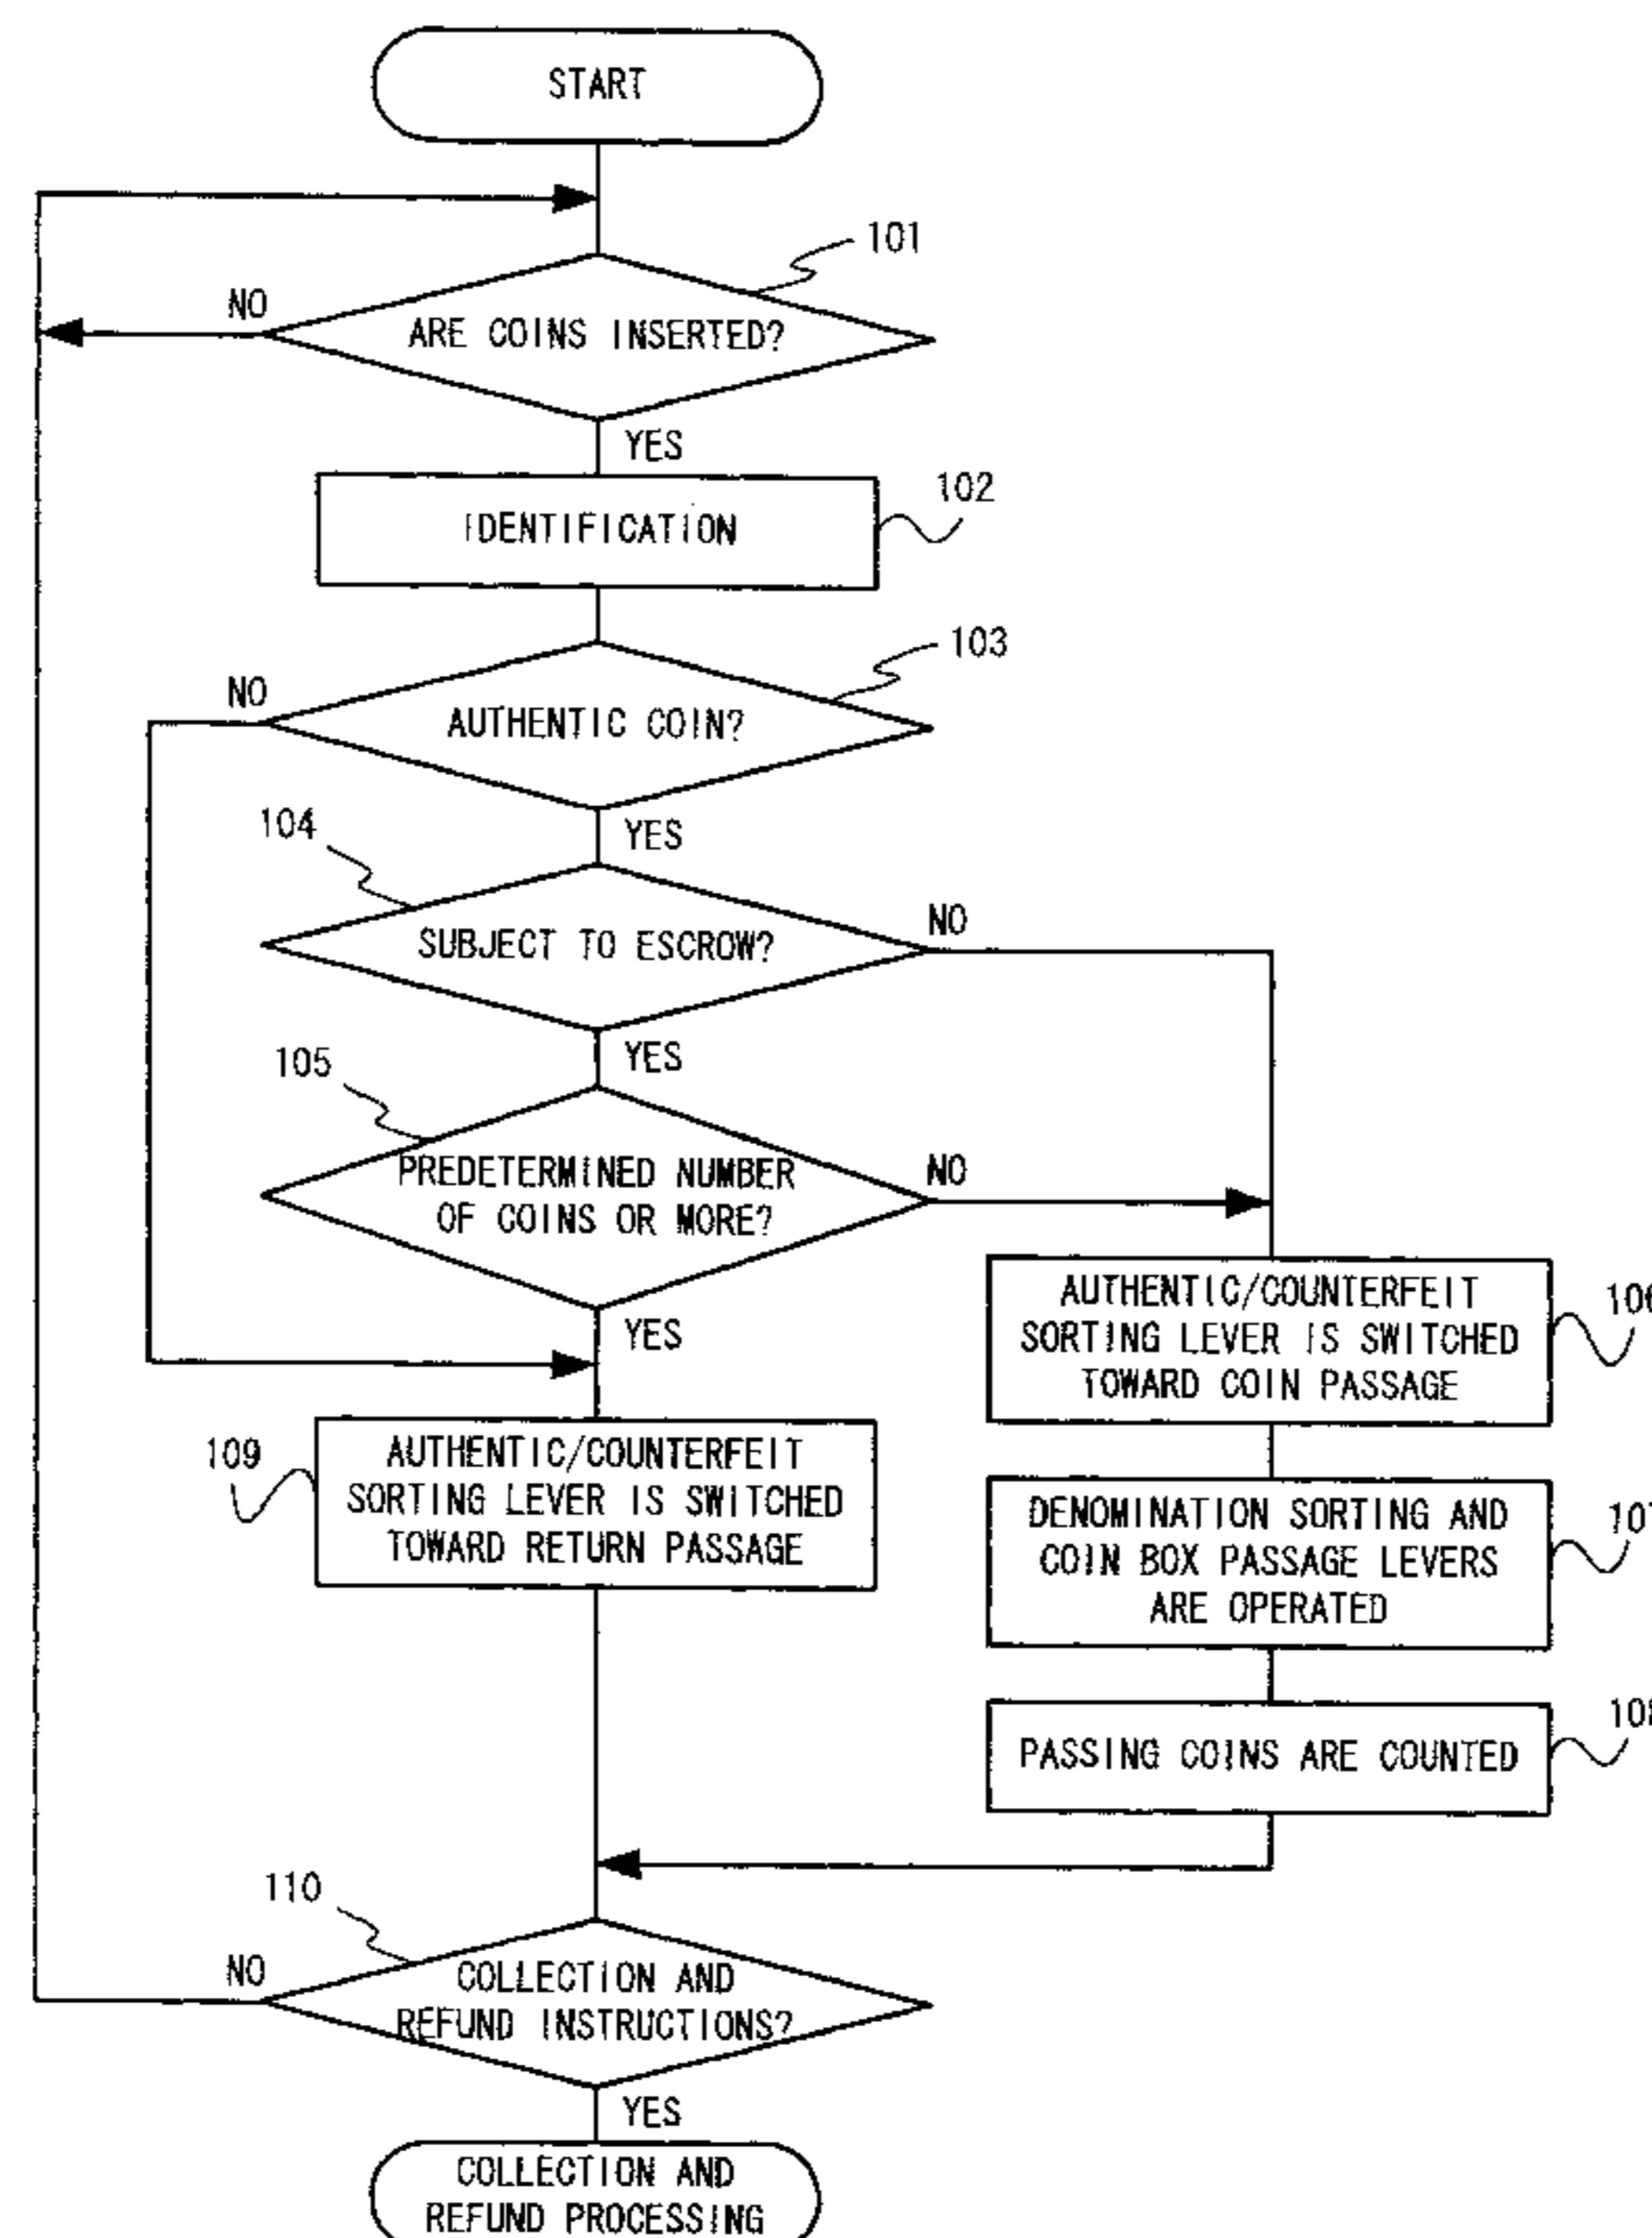 START
101
NO
ARE COINS INSERTED?
YES
102
IDENTIFICATION
103
NO
AUTHENTIC COIN?
104
YES
NO
SUBJECT TO ESCROW?
105
YES
PREDETERMINED NUMBER
OF COINS OR MORE?
NO
YES
AUTHENTIC/COUNTERFEIT
SORTING LEVER IS SWITCHED
TOWARD COIN PASSAGE
106
109
AUTHENTIC/COUNTERFEIT
SORTING LEVER IS SWITCHED
TOWARD RETURN PASSAGE
DENOMINATION SORTING AND
COIN BOX PASSAGE LEVERS
ARE OPERATED
107
PASSING COINS ARE COUNTED
108
110
NO
COLLECTION AND
REFUND INSTRUCTIONS?
YES
COLLECTION AND
REFUND PROCESSING